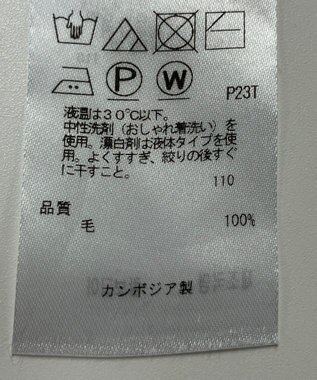 P W P23T
液温は30℃以下。
中性洗剤（おしゃれ着洗い）を
使用。漂白剤は液体タイプを使
用。よくすすぎ、絞りの後すぐ
に干すこと。
110
品質
毛 100%
カンボジア製